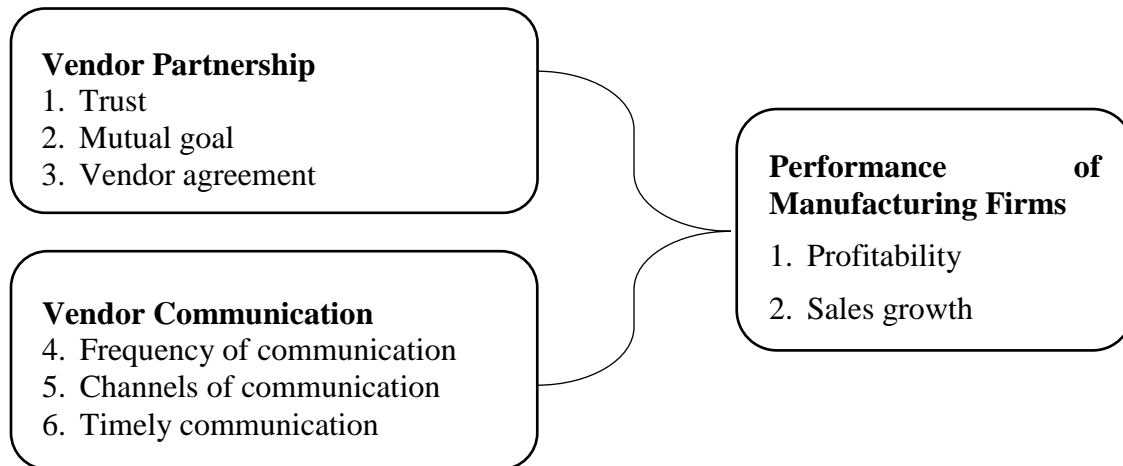 Vendor Partnership
1. Trust
2. Mutual goal
3. Vendor agreement
Vendor Communication
4. Frequency of communication
5. Channels of communication
6. Timely communication
Performance of
Manufacturing Firms
1. Profitability
2. Sales growth